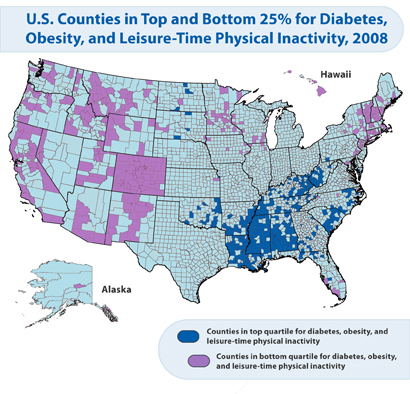 U.S. Counties in Top and Bottom 25% for Diabetes,
Obesity, and Leisure-Time Physical Inactivity, 2008
Hawaii
Alaska
Counties in top quartile for diabetes, obesity, and
leisure-time physical inactivity
Counties in bottom quartile for diabetes, obesity,
and leisure-time physical inactivity